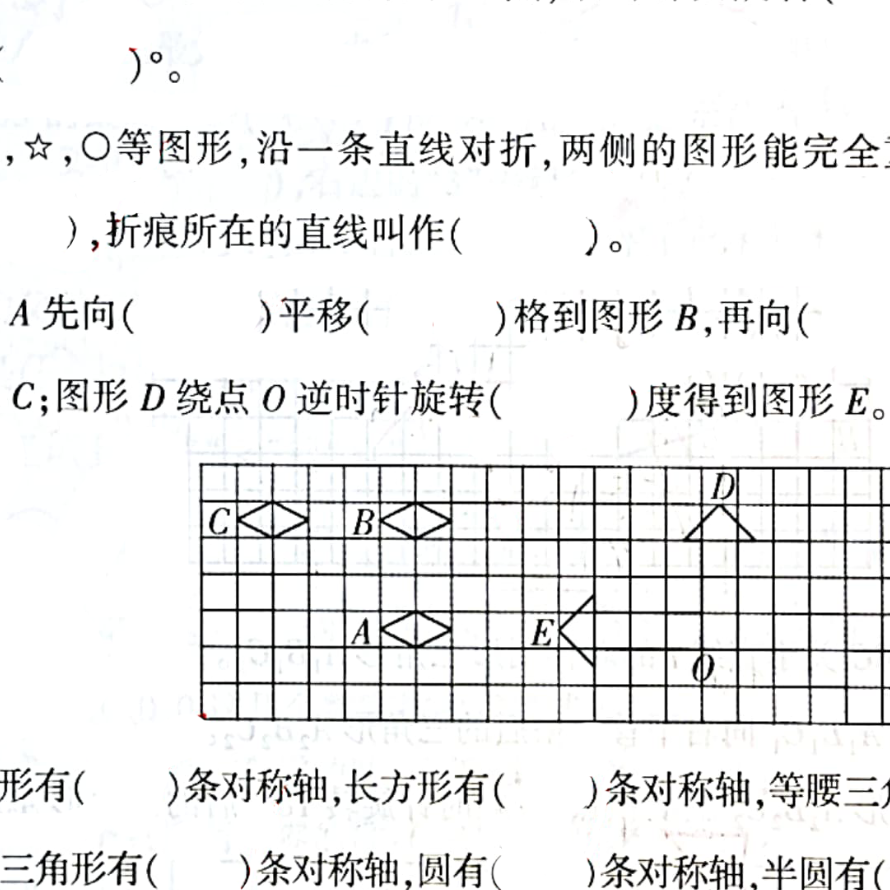 ( )°。
,☆,○等图形,沿一条直线对折,两侧的图形能完全
),折痕所在的直线叫作( )。
A 先向( )平移( )格到图形 B,再向(
C;图形 D 绕点 O 逆时针旋转( )度得到图形 E。
D
C B
A E
O
形有( )条对称轴,长方形有( )条对称轴,等腰三
三角形有( )条对称轴,圆有( )条对称轴,半圆有(